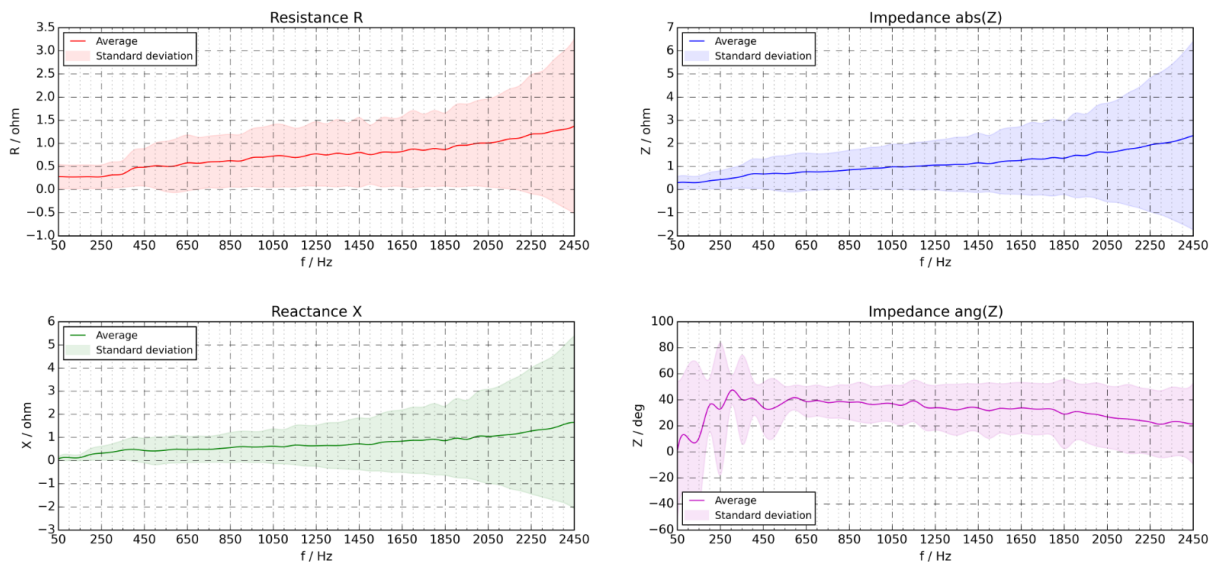 Resistance R
Average
Standard deviation
R / ohm
3.5
3.0
2.5
2.0
1.5
1.0
0.5
0.0
−0.5
−1.0
50 250 450 650 850 1050 1250 1450 1650 1850 2050 2250 2450
f / Hz
Impedance abs(Z)
Average
Standard deviation
Z / ohm
7
6
5
4
3
2
1
0
−1
−2
50 250 450 650 850 1050 1250 1450 1650 1850 2050 2250 2450
f / Hz
Reactance X
Average
Standard deviation
X / ohm
6
5
4
3
2
1
0
−1
−2
−3
50 250 450 650 850 1050 1250 1450 1650 1850 2050 2250 2450
f / Hz
Impedance ang(Z)
Z / deg
100
80
60
40
20
0
−20
−40
−60
Average
Standard deviation
50 250 450 650 850 1050 1250 1450 1650 1850 2050 2250 2450
f / Hz